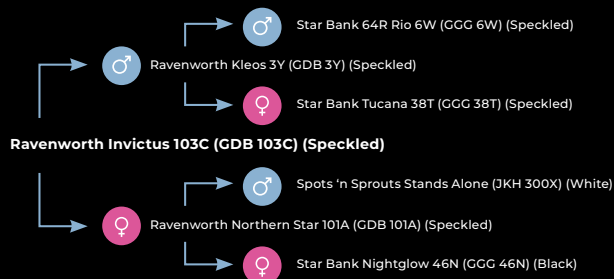 Star Bank 64R Rio 6W (GGG 6W) (Speckled)
Ravenworth Kleos 3Y (GDB 3Y) (Speckled)
Star Bank Tucana 38T (GGG 38T) (Speckled)
Ravenworth Invictus 103C (GDB 103C) (Speckled)
Spots ‘n Sprouts Stands Alone (JKH 300X) (White)
Ravenworth Northern Star 101A (GDB 101A) (Speckled)
Star Bank Nightglow 46N (GGG 46N) (Black)